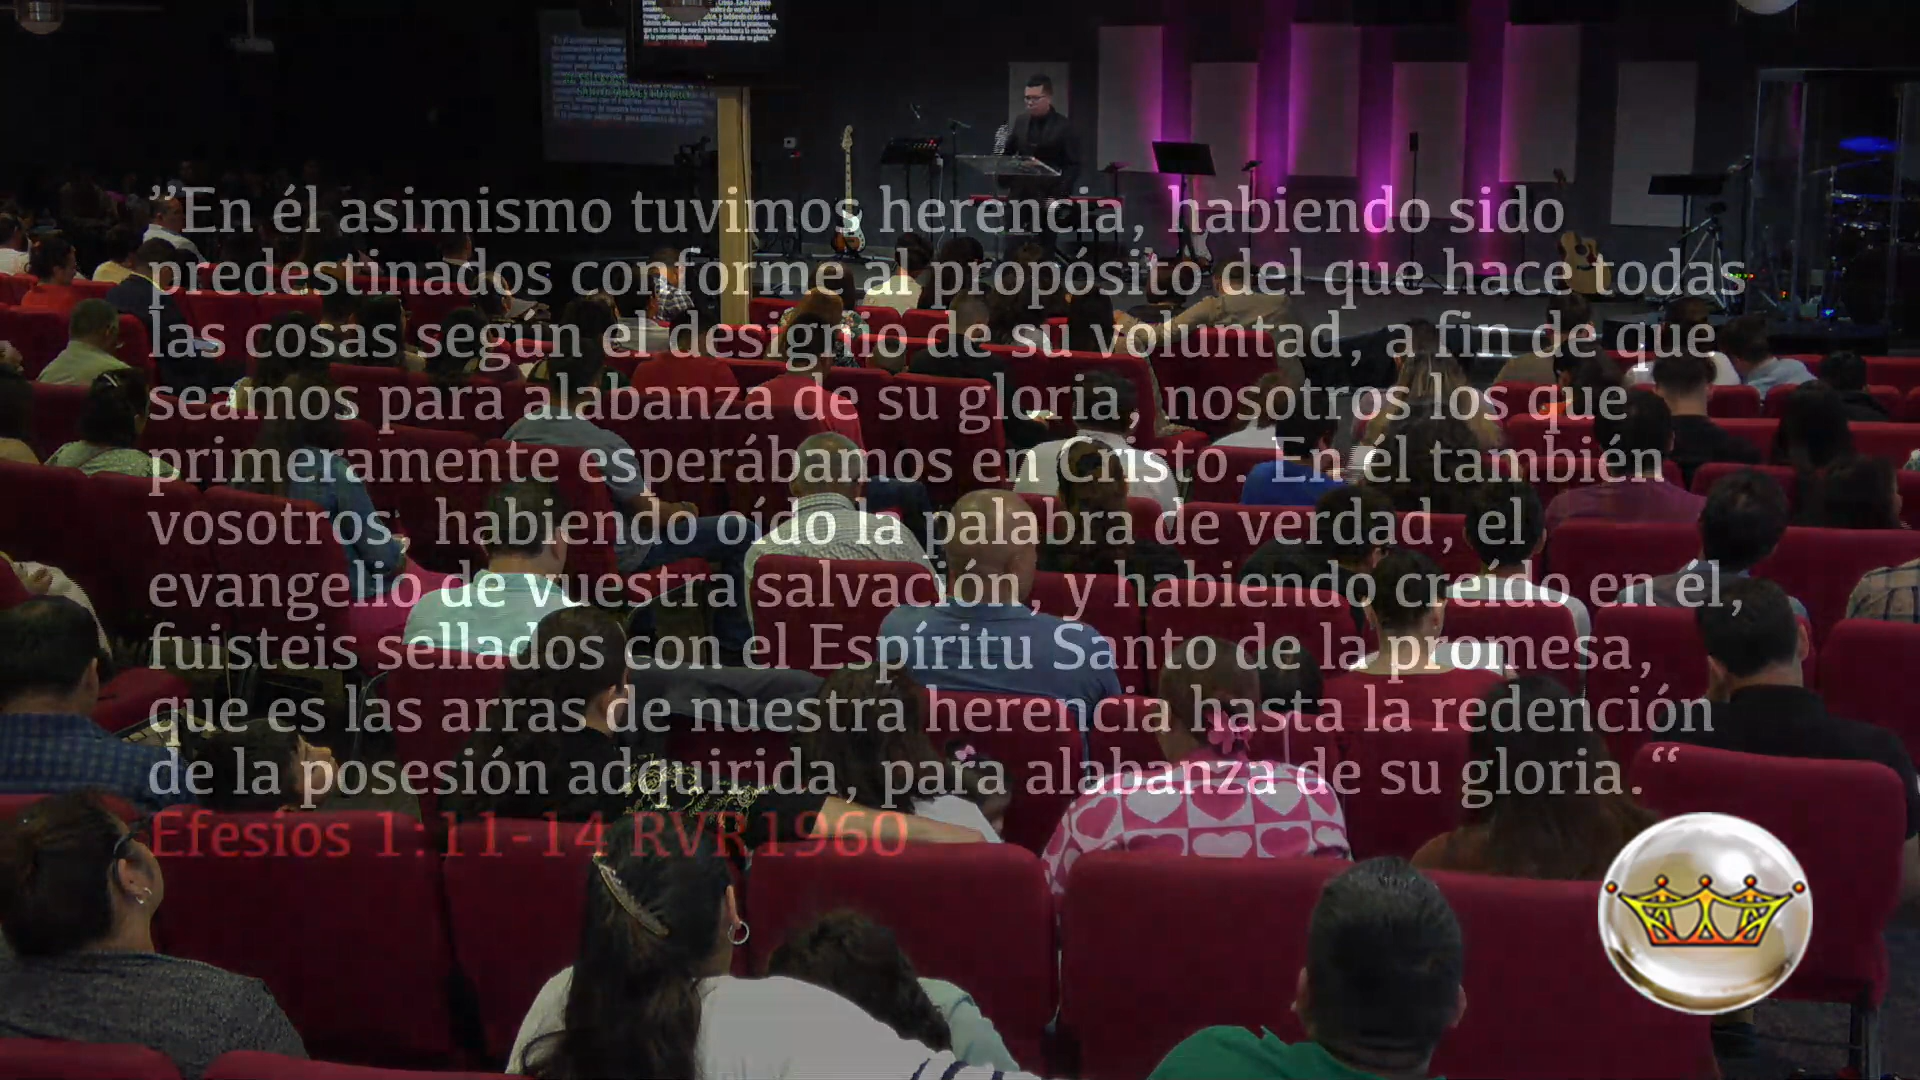 ”En él asimismo tuvimos herencia, habiendo sido
predestinados conforme al propósito del que hace todas
las cosas según el designio de su voluntad, a fin de que
seamos para alabanza de su gloria, nosotros los que
primeramente esperábamos en Cristo. En él también
vosotros, habiendo oído la palabra de verdad, el
evangelio de vuestra salvación, y habiendo creído en él,
fuisteis sellados con el Espíritu Santo de la promesa,
que es las arras de nuestra herencia hasta la redención
de la posesión adquirida, para alabanza de su gloria.“
Efesios 1:11-14 RVR1960